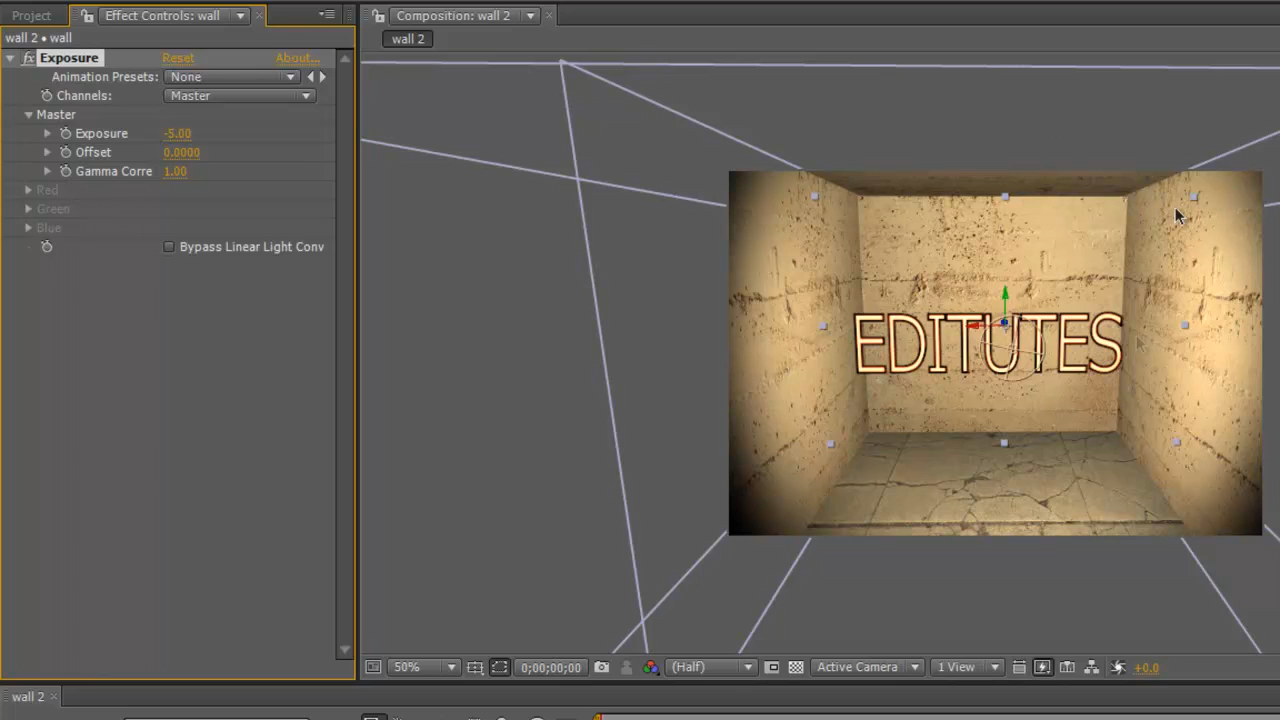 Project
Effect Controls: wall
Composition: wall 2
wall 2 • wall
wall 2
Exposure
Reset
About...
Animation Presets:
None
Channels:
Master
Master
Exposure
-5.00
Offset
0.0000
Gamma Corre
1.00
Red
Green
Blue
Bypass Linear Light Conv
EDITUTES
50%
0;00;00;00
(Half)
Active Camera
1 View
+0.0
wall 2